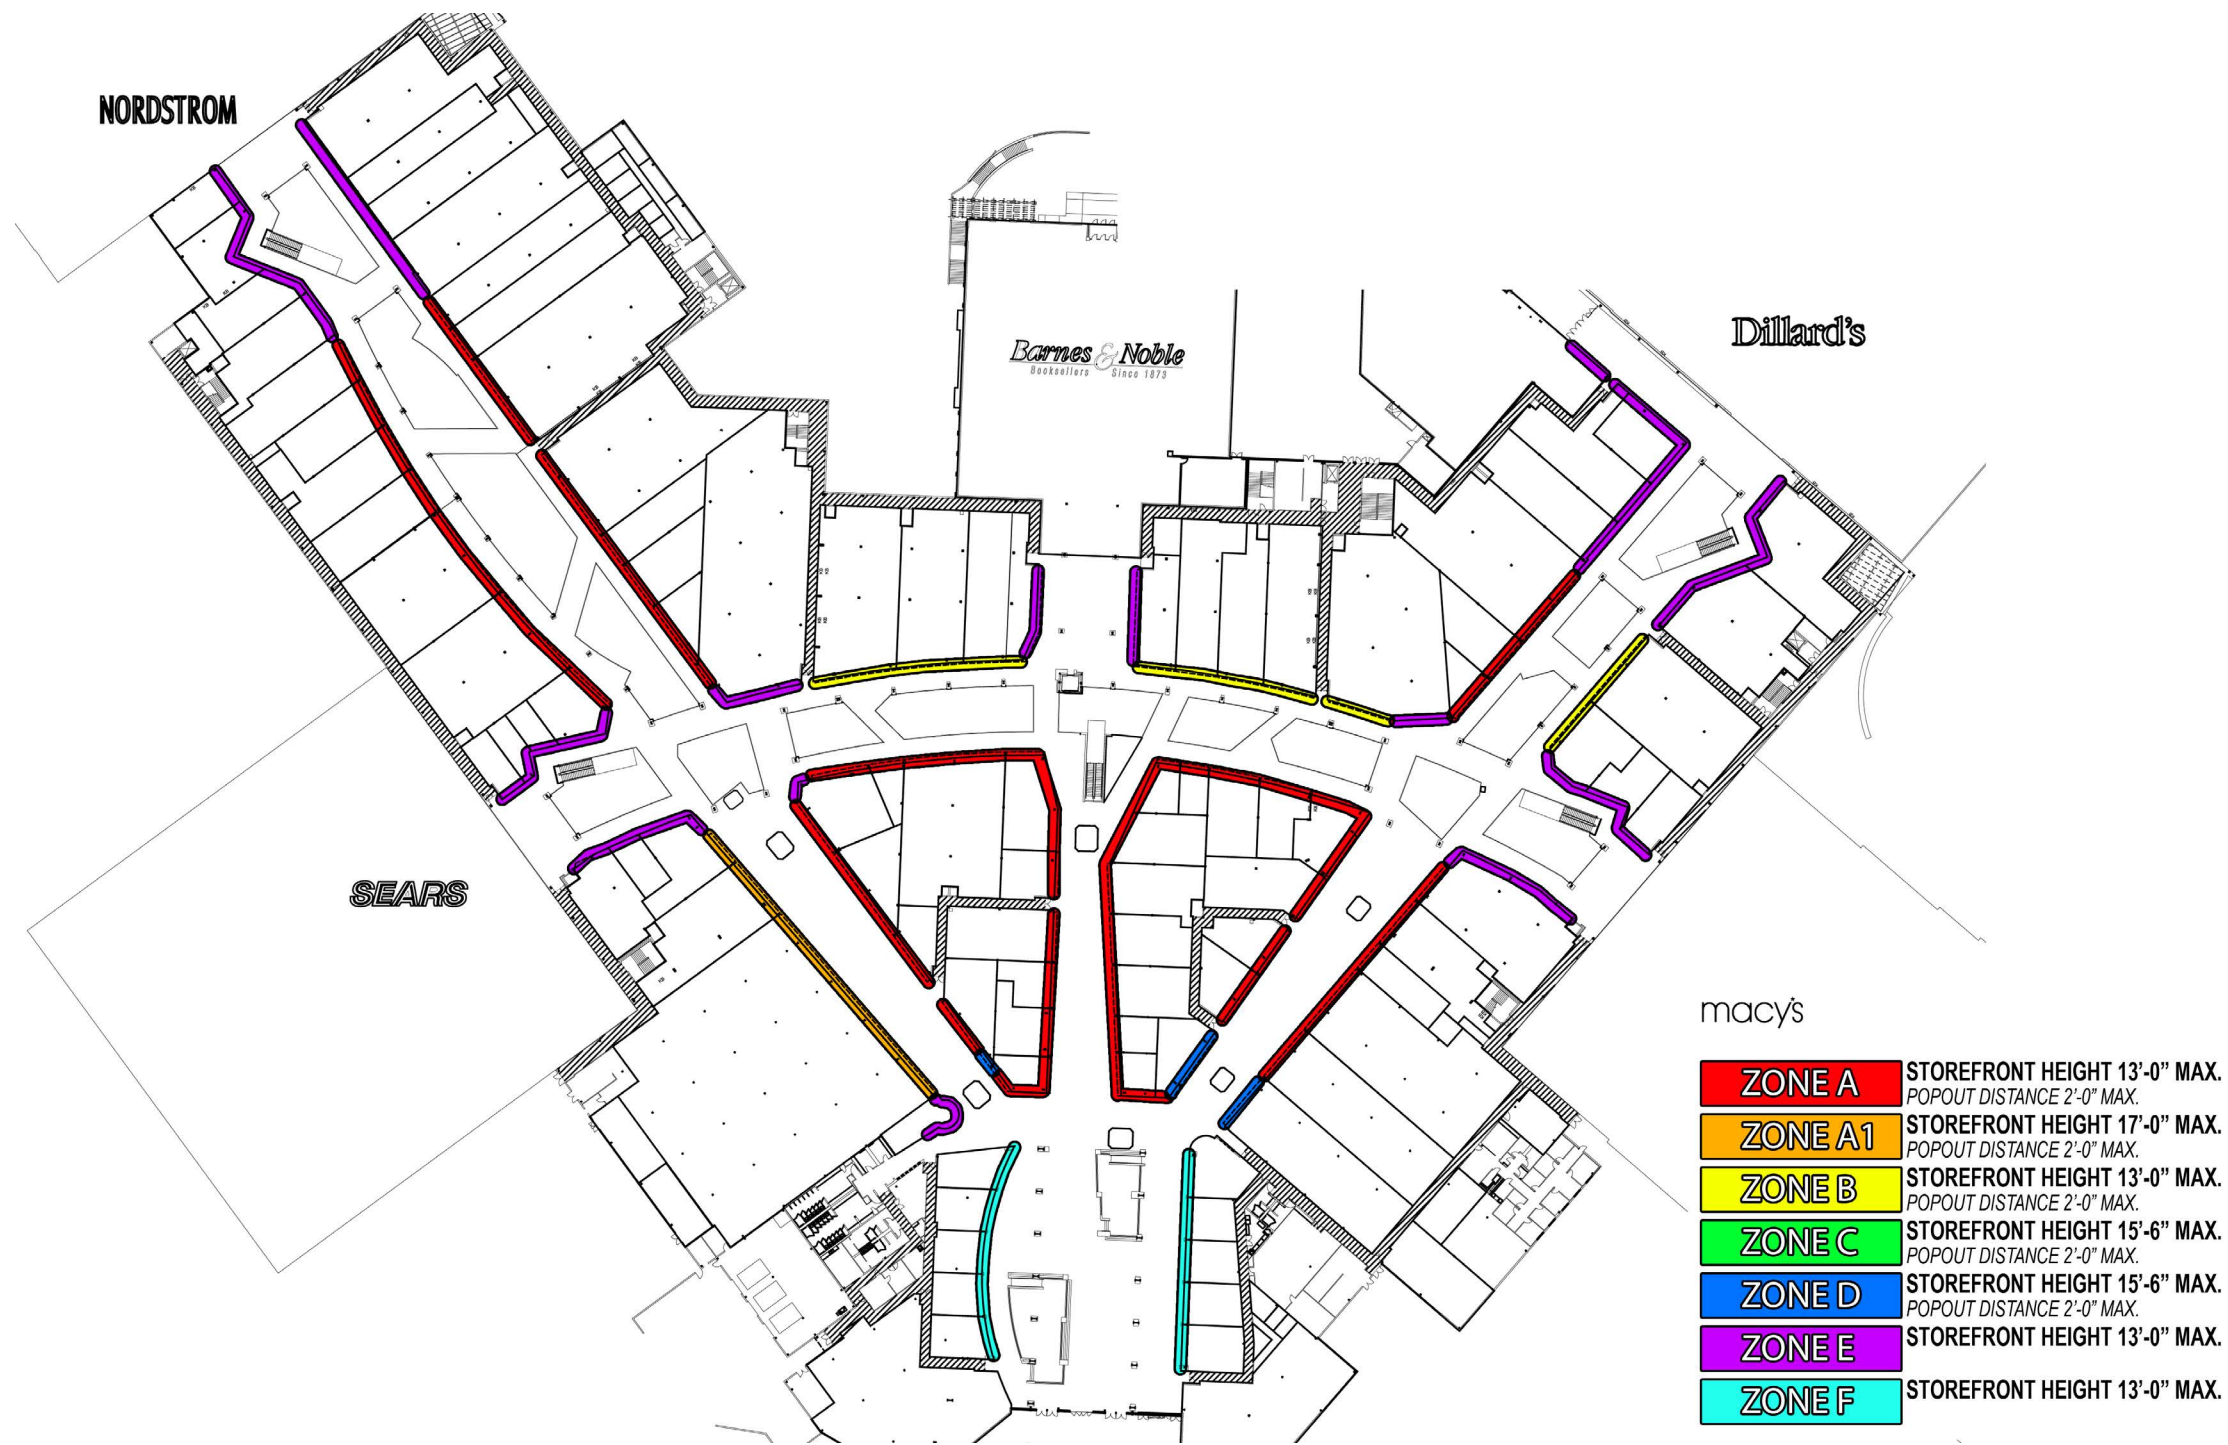 NORDSTROM
Barnes & Noble
Booksellers Since 1873
Dillard's
SEARS
macy's
ZONE A STOREFRONT HEIGHT 13'-0" MAX.
POPOUT DISTANCE 2'-0" MAX.
ZONE A1 STOREFRONT HEIGHT 17'-0" MAX.
POPOUT DISTANCE 2'-0" MAX.
ZONE B STOREFRONT HEIGHT 13'-0" MAX.
POPOUT DISTANCE 2'-0" MAX.
ZONE C STOREFRONT HEIGHT 15'-6" MAX.
POPOUT DISTANCE 2'-0" MAX.
ZONE D STOREFRONT HEIGHT 15'-6" MAX.
POPOUT DISTANCE 2'-0" MAX.
ZONE E STOREFRONT HEIGHT 13'-0" MAX.
ZONE F STOREFRONT HEIGHT 13'-0" MAX.